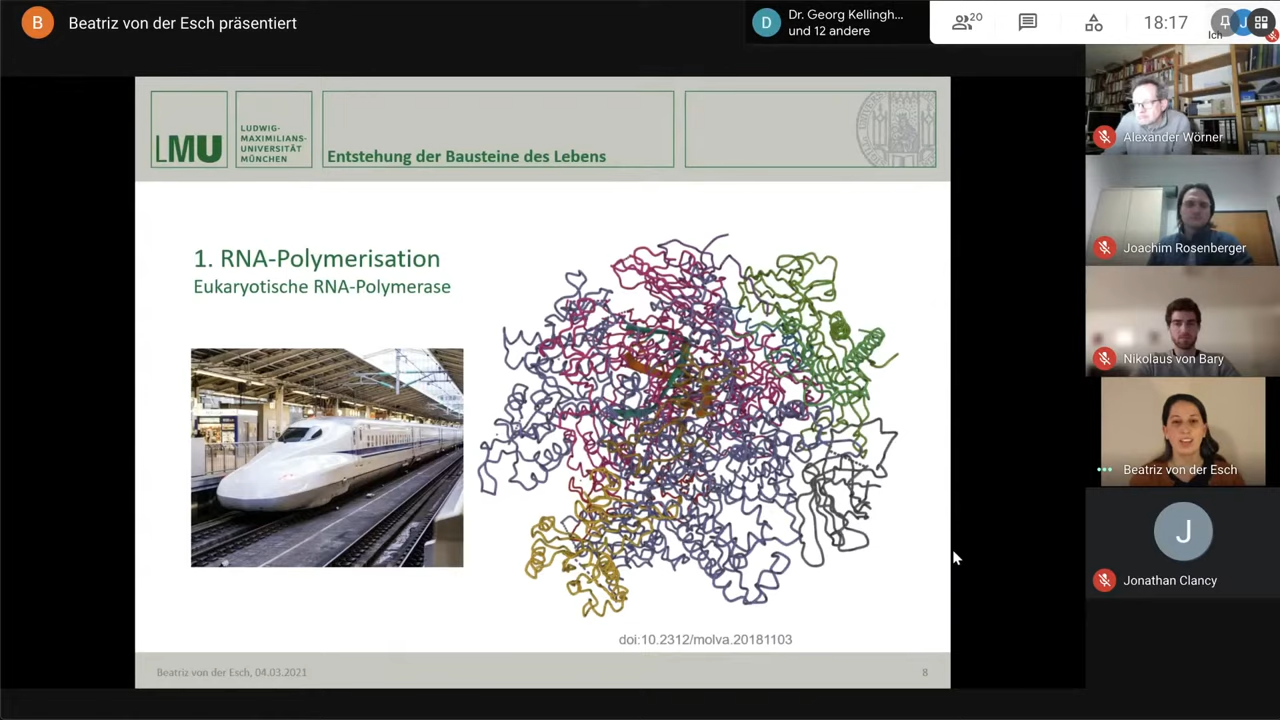 B
Beatriz von der Esch präsentiert
D
Dr. Georg Kellingh...
und 12 andere
20
18:17
J
Ich
LMU
LUDWIG-
MAXIMILIANS-
UNIVERSITÄT
MÜNCHEN
Entstehung der Bausteine des Lebens
1. RNA-Polymerisation
Eukaryotische RNA-Polymerase
doi:10.2312/molva.20181103
Beatriz von der Esch, 04.03.2021
8
Alexander Wörner
Joachim Rosenberger
Nikolaus von Bary
Beatriz von der Esch
J
Jonathan Clancy